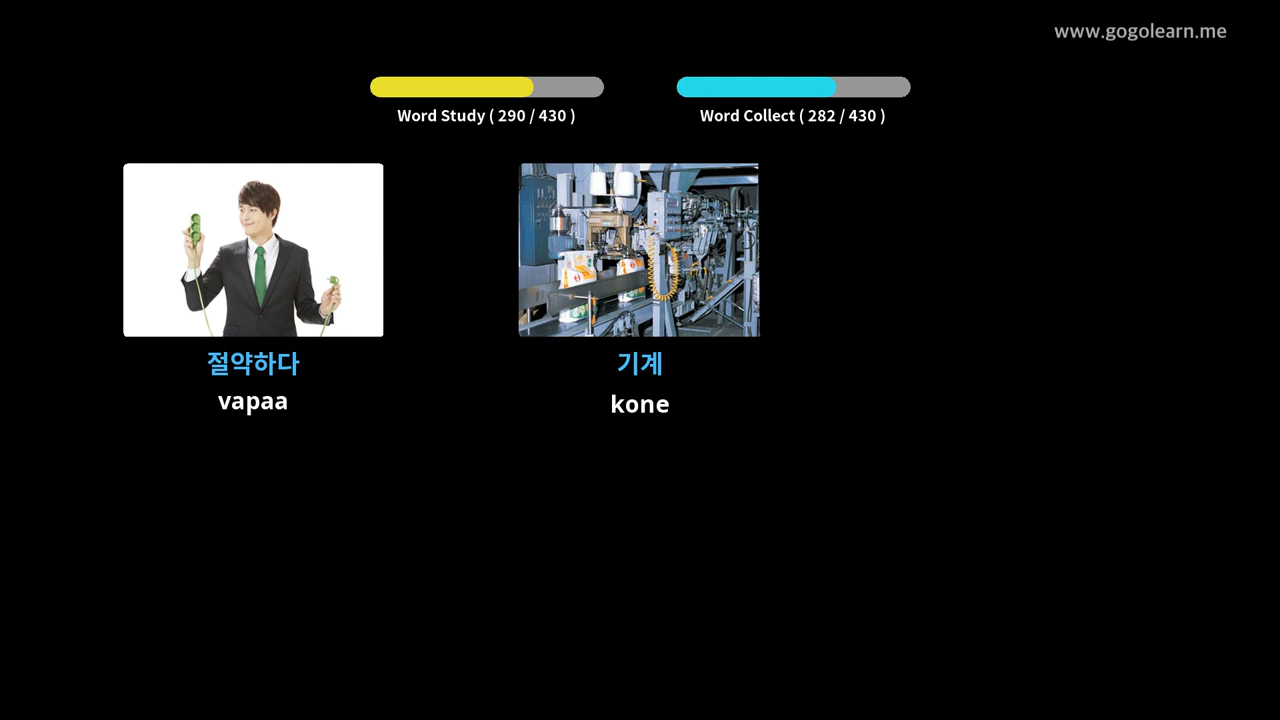 www.gogolearn.me
Word Study ( 290 / 430 )
Word Collect ( 282 / 430 )
절약하다
vapaa
기계
kone